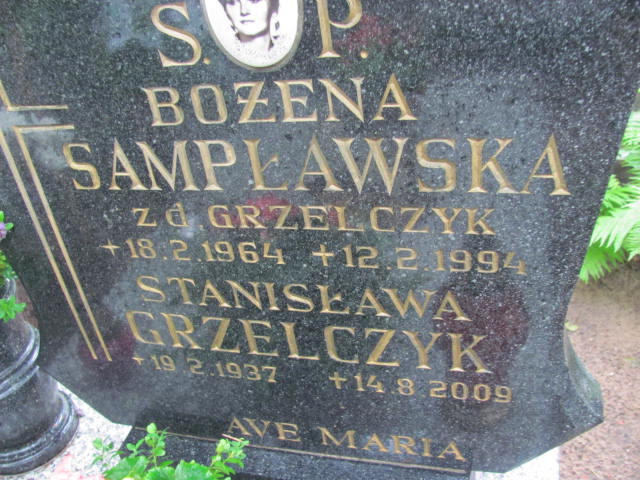 Ś. P.
BOŻENA
SAMPŁAWSKA
z d. GRZELCZYK
+18.2.1964 +12.2.1994
STANISŁAWA
GRZELCZYK
+19.2.1937 +14.8.2009
AVE MARIA